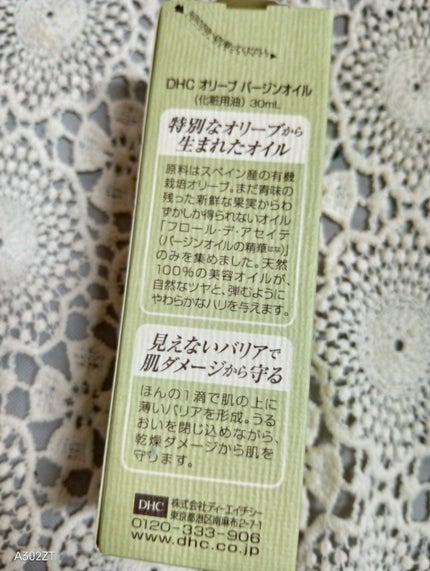 DHC オリーブ バージンオイル
（化粧用油） 30mL
特別なオリーブから
生まれたオイル
原料はスペイン産の有機
栽培オリーブ。まだ青味の
残った新鮮な果実からわ
ずかしか得られないオイル
「フロール・デ・アセイテ
（バージンオイルの精華）」
のみを集めました。天然
100%の美容オイルが、
自然なツヤと、弾むように
やわらかなハリを与えます。
見えないバリアで
肌ダメージから守る
ほんの1滴で肌の上に
薄いバリアを形成。うる
おいを閉じ込めながら、
乾燥ダメージから肌を
守ります。
DHC 株式会社ディーエイチシー
東京都港区南麻布2-7-1
0120-333-906
www.dhc.co.jp
A302ZT